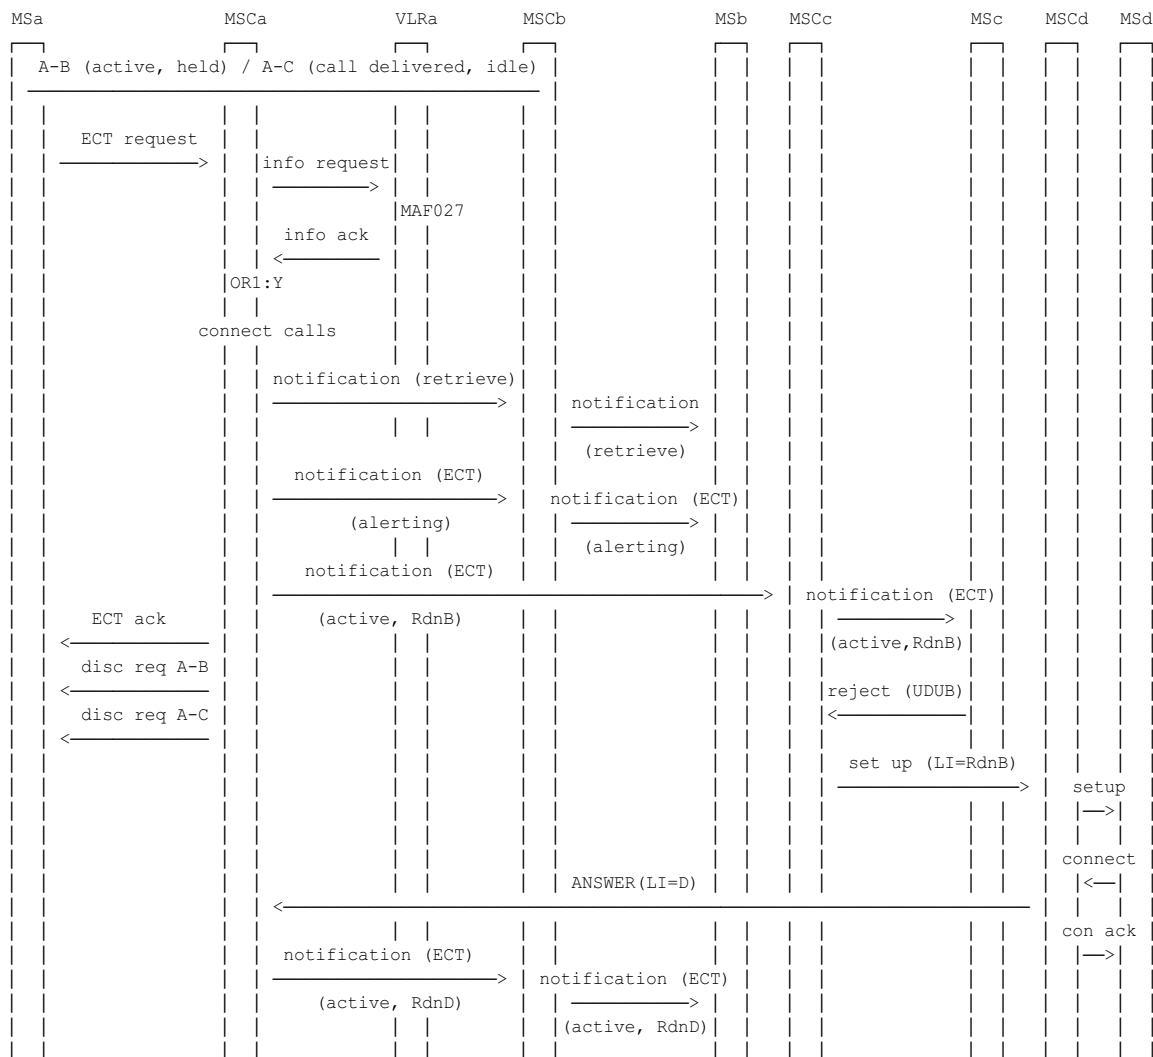 MSa MSCa VLRa MSCb MSb MSCc MSc MSCd MSd
A-B (active, held) / A-C (call delivered, idle)
ECT request
info request
MAF027
info ack
OR1:Y
connect calls
notification (retrieve)
notification
(retrieve)
notification (ECT)
notification (ECT)
(alerting)
(alerting)
notification (ECT)
notification (ECT)
ECT ack (active, RdnB)
(active,RdnB)
disc req A-B
reject (UDUB)
disc req A-C
set up (LI=RdnB)
setup
connect
ANSWER(LI=D)
con ack
notification (ECT)
notification (ECT)
(active, RdnD)
(active, RdnD)